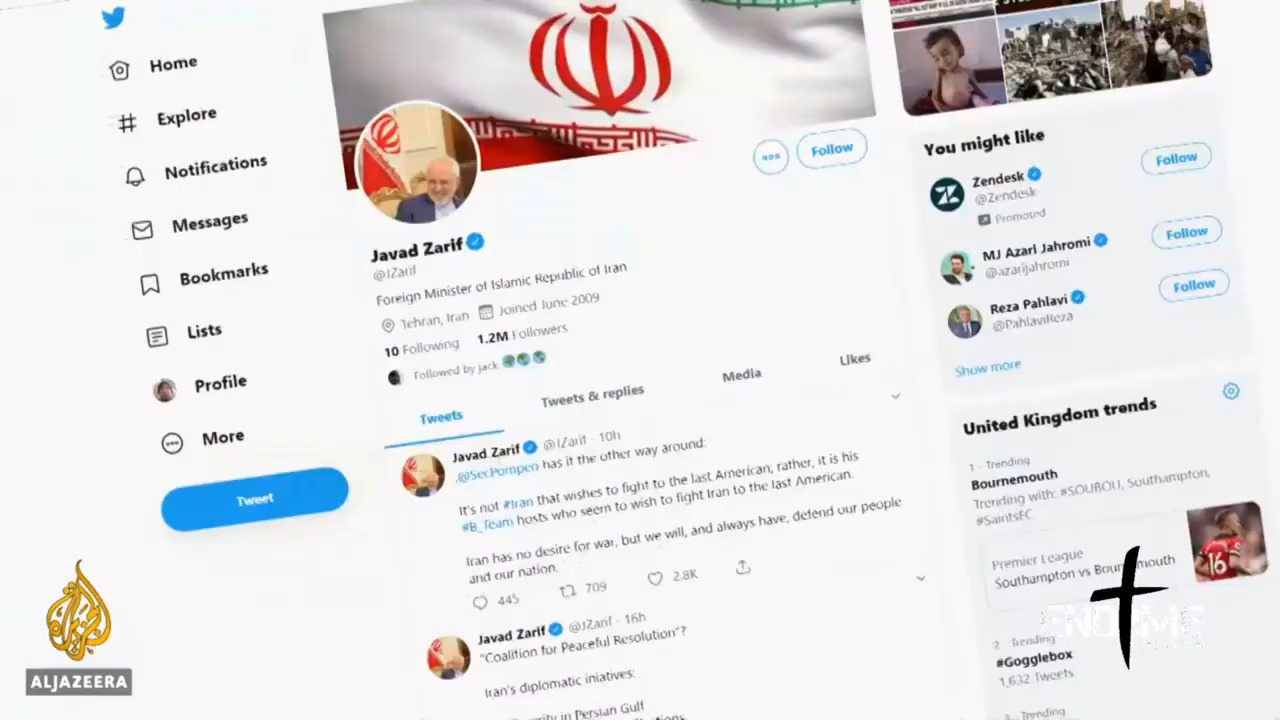 Home
Explore
Notifications
Messages
Bookmarks
Lists
Profile
More
Tweet
Follow
Javad Zarif
@JZarif
Foreign Minister of Islamic Republic of Iran
Tehran, Iran Joined June 2009
10 Following 1.2M Followers
Followed by jack
Tweets Tweets & replies Media Likes
Javad Zarif @JZarif · 10h
.@SecPompeo has it the other way around:
It's not #Iran that wishes to fight to the last American; rather, it is his
#B_Team hosts who seem to wish to fight Iran to the last American.
Iran has no desire for war, but we will, and always have, defend our people
and our nation.
445 709 2.8K
Javad Zarif @JZarif · 16h
"Coalition for Peaceful Resolution"?
Iran's diplomatic iniatives:
in Persian Gulf
You might like
Zendesk
@Zendesk
Promoted
Follow
MJ Azari Jahromi
@azarijahromi
Follow
Reza Pahlavi
@PahlaviReza
Follow
Show more
United Kingdom trends
1 · Trending
Bournemouth
Trending with: #SOUBOU, Southampton,
#SaintsFC
Premier League
Southampton vs Bournemouth
16
2 · Trending
#Gogglebox
1,632 Tweets
3 · Trending
ALJAZEERA